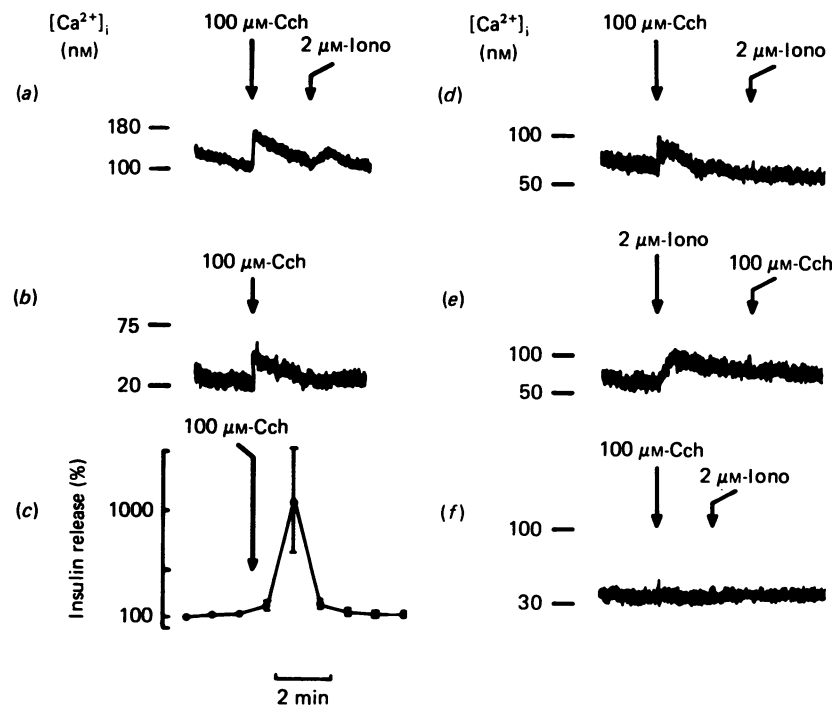 [Ca²⁺]ᵢ
(nM)
100 μM-Cch
2 μM-Iono
(a)
180
100
100 μM-Cch
(b)
75
20
100 μM-Cch
(c)
Insulin release (%)
1000
100
2 min
[Ca²⁺]ᵢ
(nM)
100 μM-Cch
2 μM-Iono
(d)
100
50
2 μM-Iono
100 μM-Cch
(e)
100
50
100 μM-Cch
2 μM-Iono
(f)
100
30